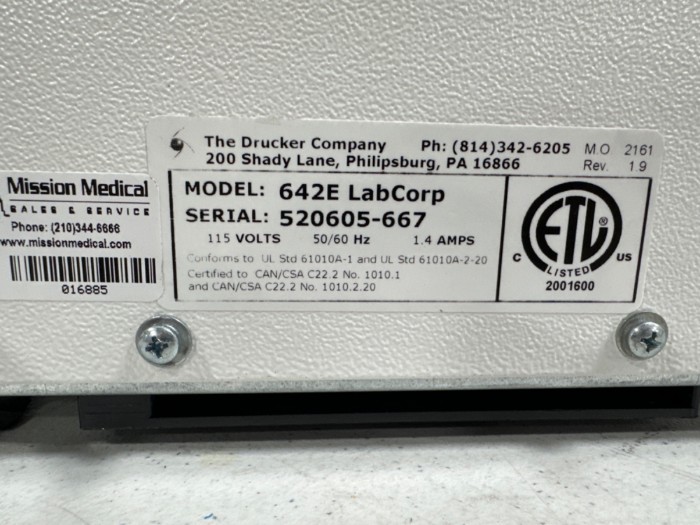 The Drucker Company Ph: (814)342-6205 M.O 2161
200 Shady Lane, Philipsburg, PA 16866 Rev. 1 9
MODEL: 642E LabCorp
SERIAL: 520605-667
115 VOLTS 50/60 Hz 1.4 AMPS
Conforms to UL Std 61010A-1 and UL Std 61010A-2-20
Certified to CAN/CSA C22.2 No. 1010.1
and CAN/CSA C22.2 No. 1010.2.20
ETL
LISTED
C US
2001600
Mission Medical
SALES & SERVICE
Phone: (210)344-6666
www.missionmedical.com
016885